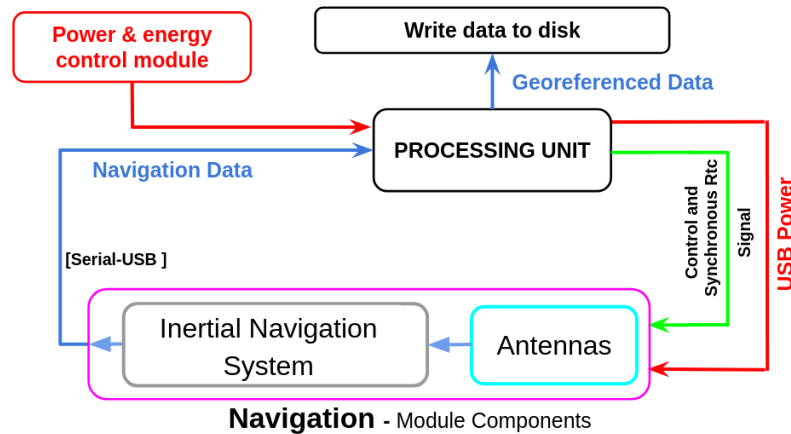 Power & energy
control module
Write data to disk
Georeferenced Data
PROCESSING UNIT
Navigation Data
[Serial-USB ]
Control and
Synchronous Rtc
Signal
USB Power
Inertial Navigation
System
Antennas
Navigation - Module Components